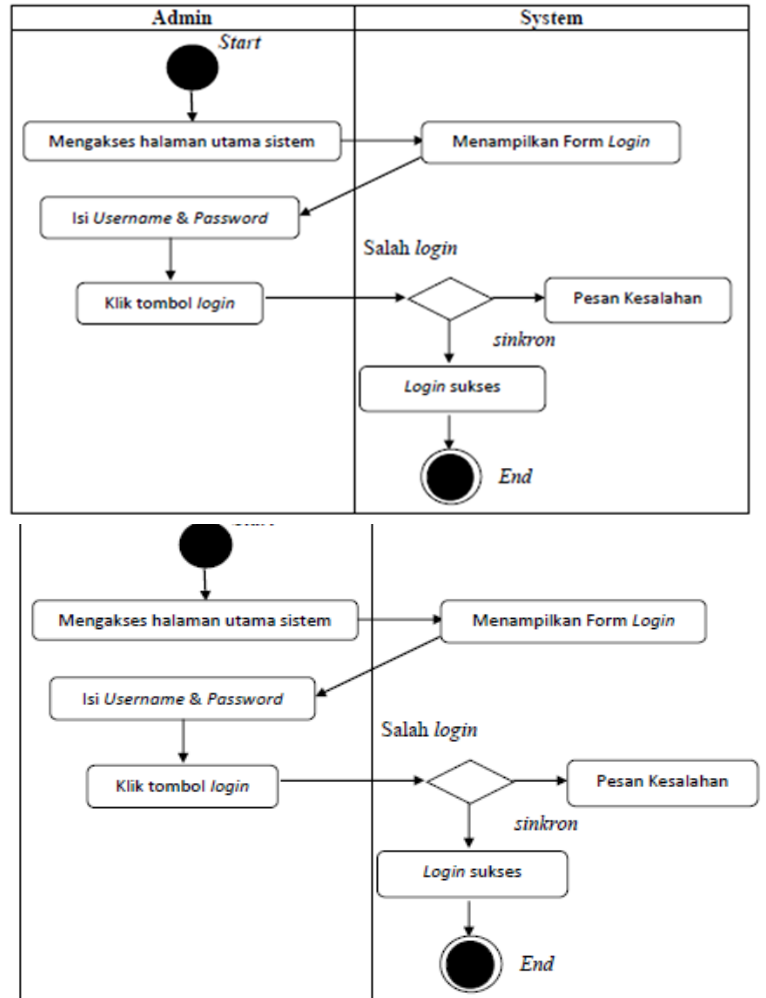 Admin
System
Start
Mengakses halaman utama sistem
Menampilkan Form Login
Isi Username & Password
Salah login
Klik tombol login
Pesan Kesalahan
sinkron
Login sukses
End
Mengakses halaman utama sistem
Menampilkan Form Login
Isi Username & Password
Salah login
Klik tombol login
Pesan Kesalahan
sinkron
Login sukses
End